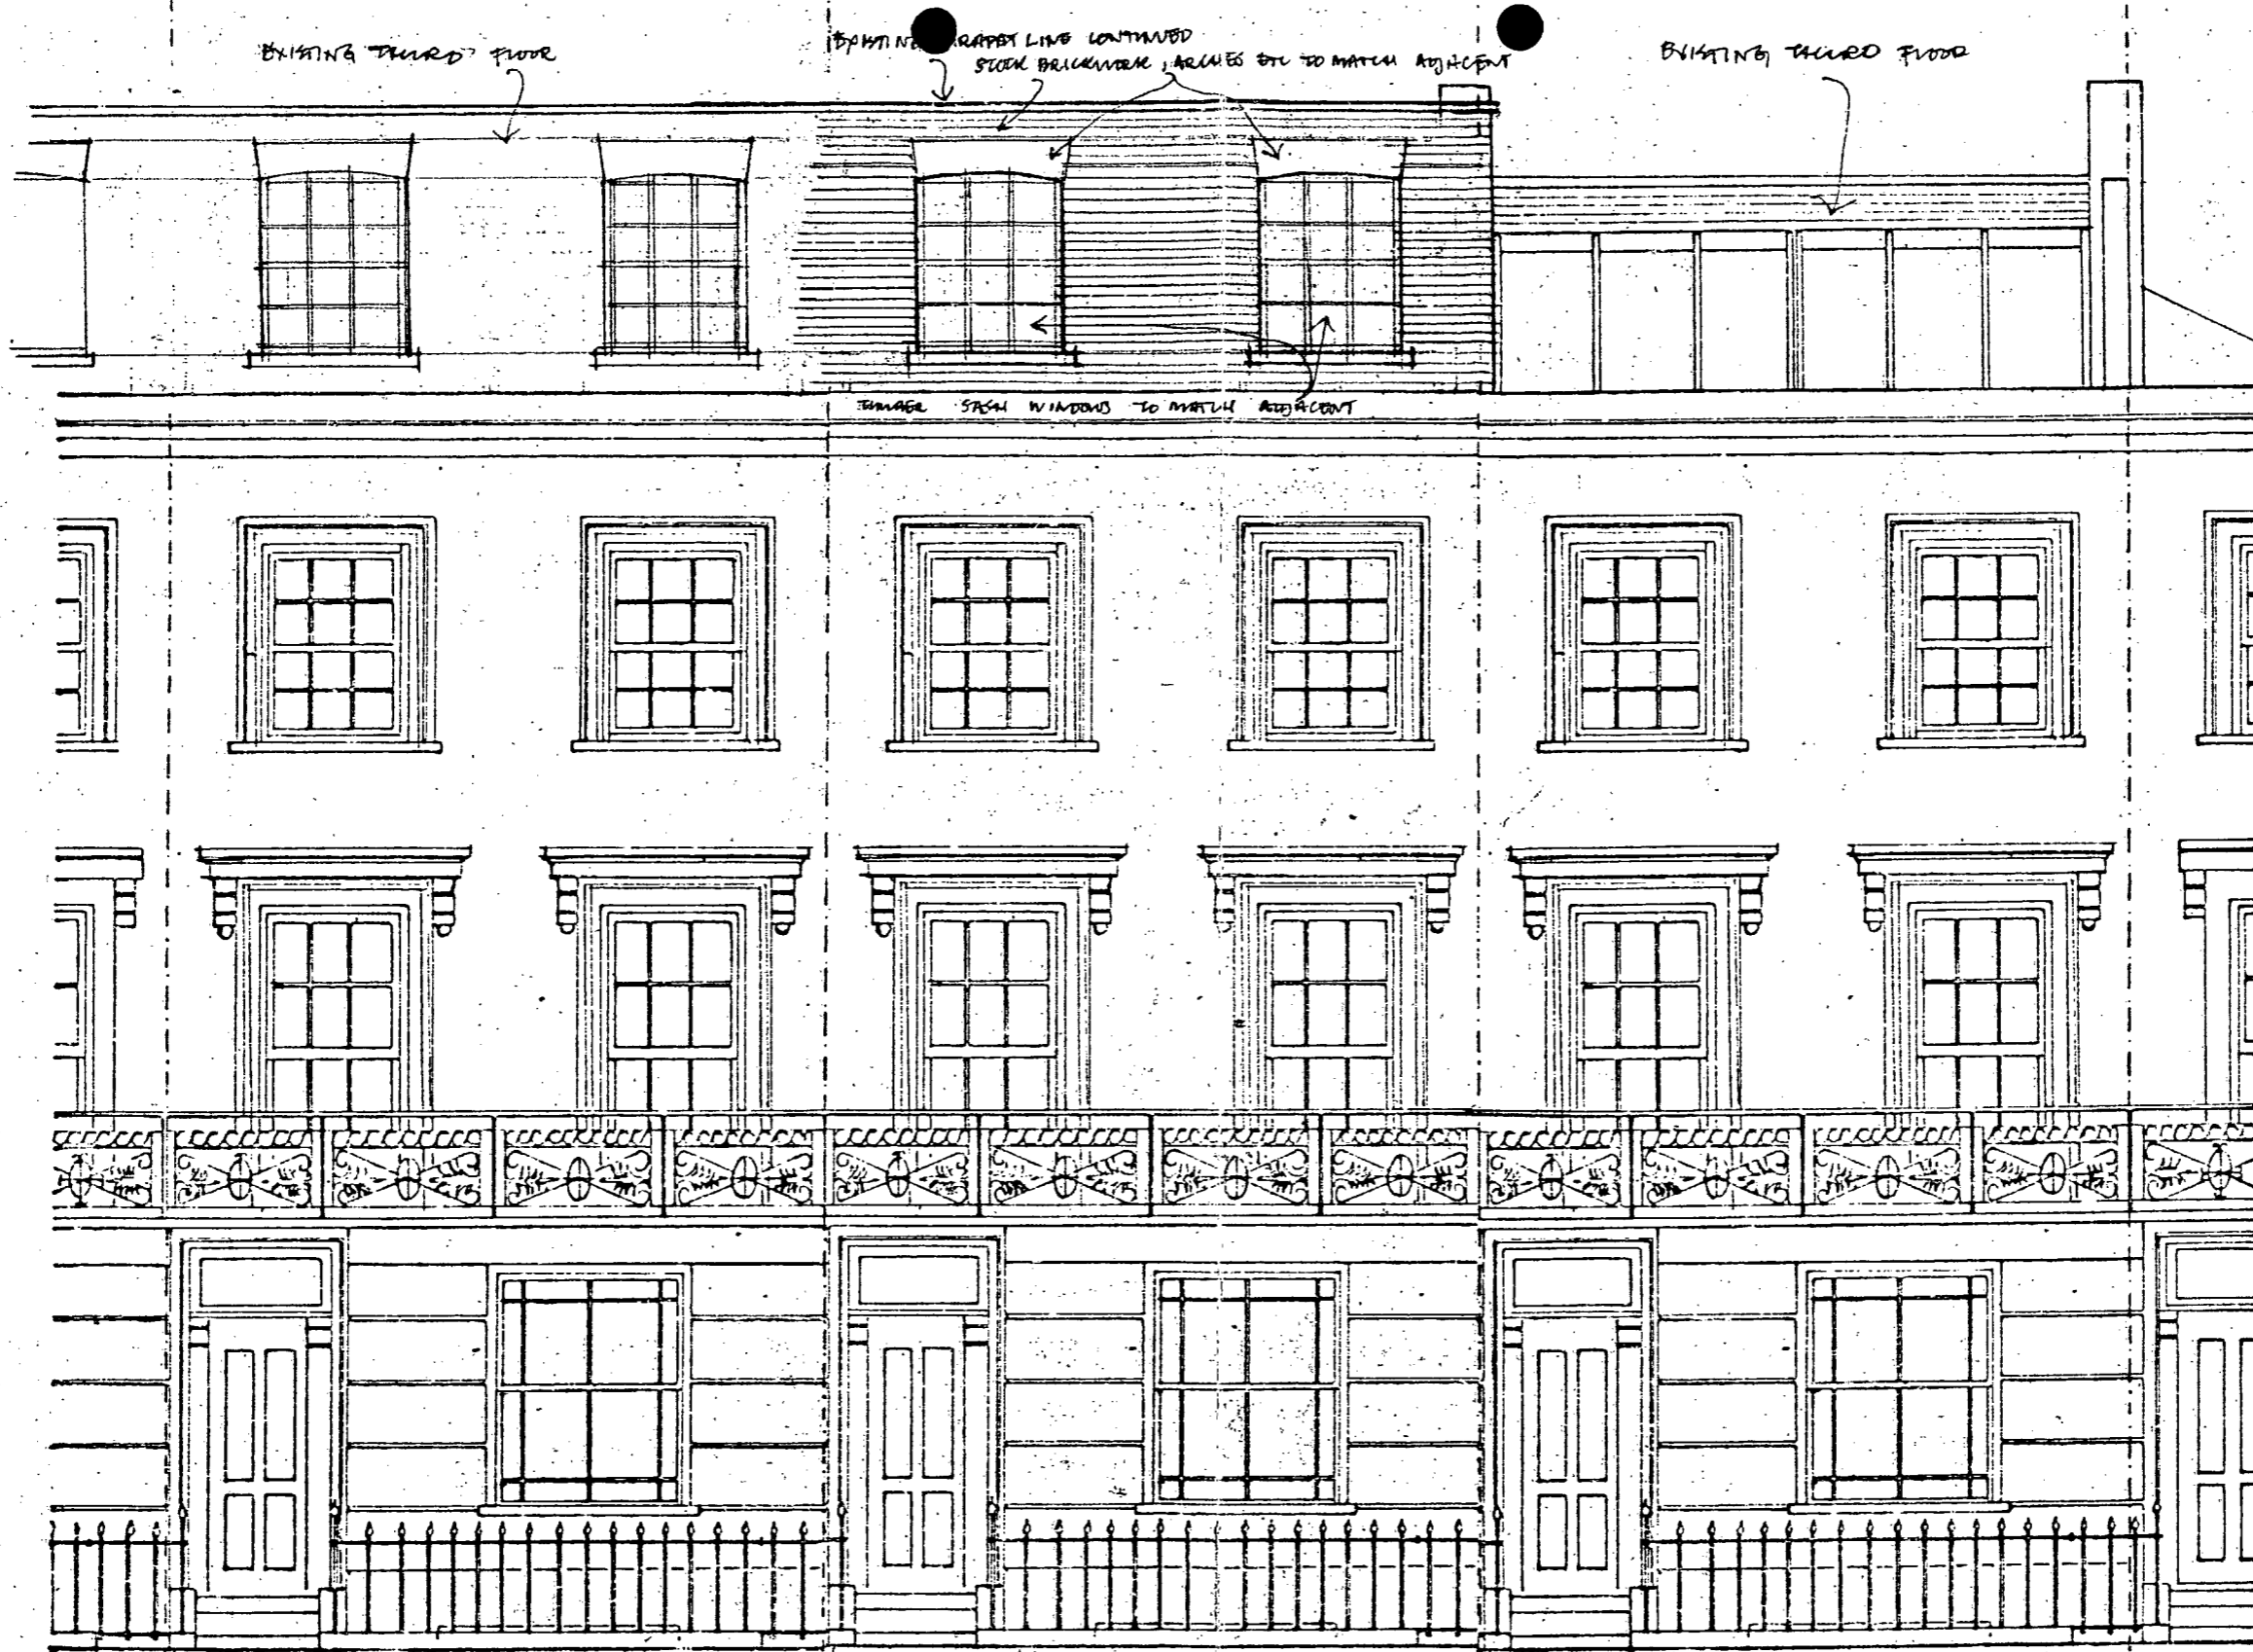 EXISTING THIRD FLOOR
EXISTING PARAPET LINE CONTINUED
STOCK BRICKWORK, ARCHES ETC TO MATCH ADJACENT
EXISTING THIRD FLOOR
TIMBER SASH WINDOWS TO MATCH ADJACENT